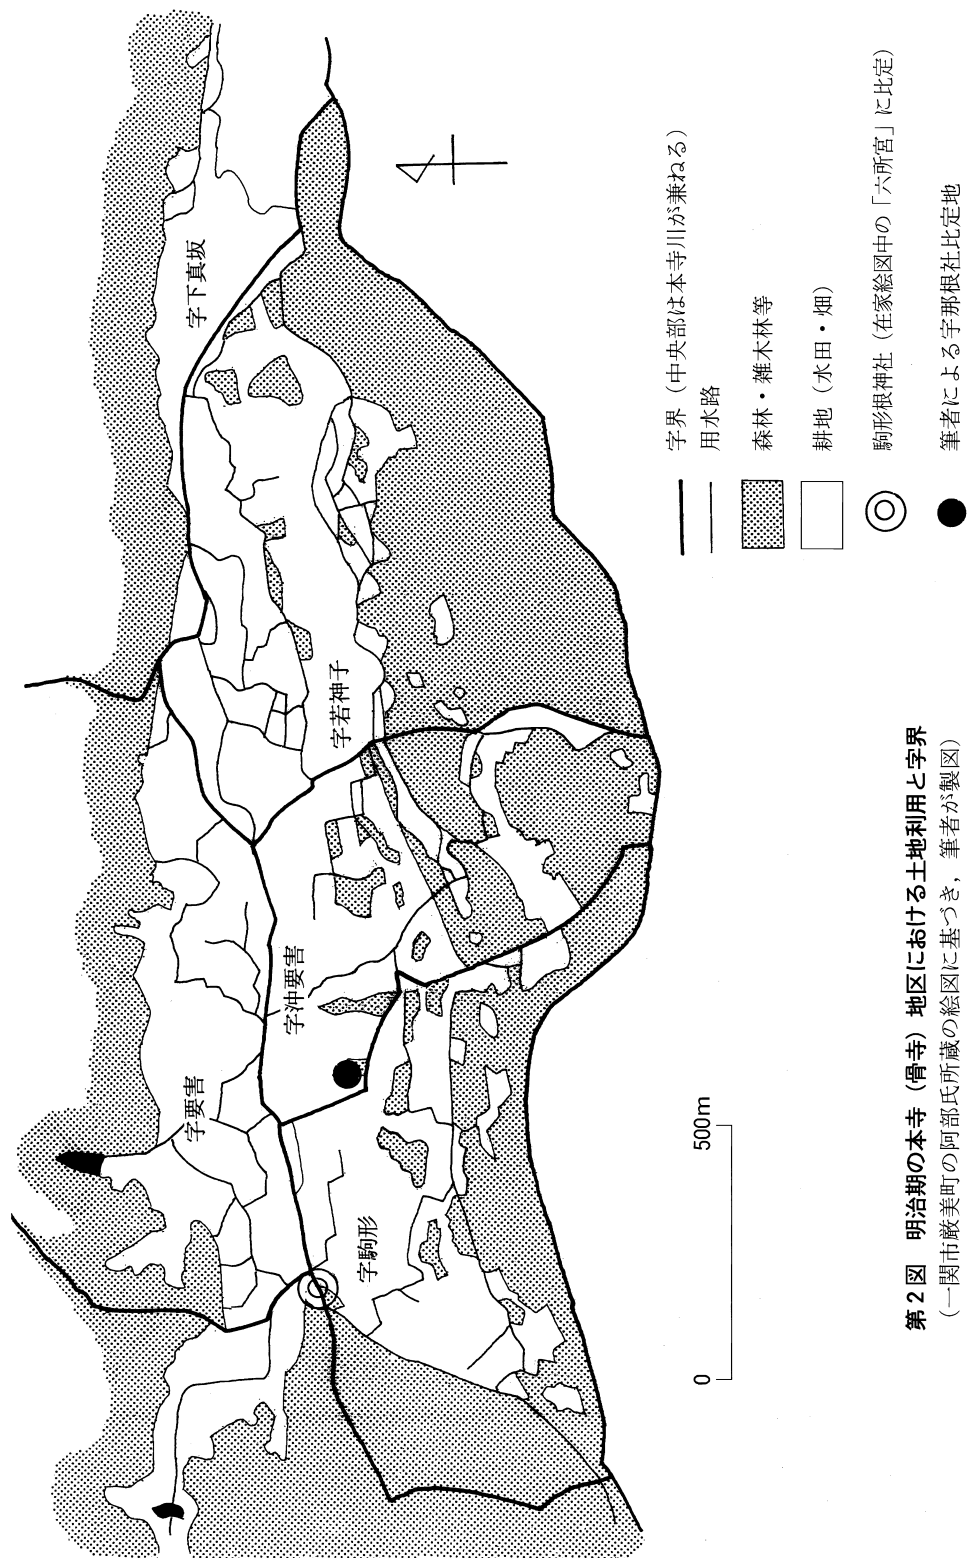 字下真坂
字若神子
字沖要害
字要害
字駒形
字界（中央部は本寺川が兼ねる）
用水路
森林・雑木林等
耕地（水田・畑）
駒形根神社（在家絵図中の「六所宮」に比定）
筆者による宇那根社比定地
0 500m
第2図 明治期の本寺（骨寺）地区における土地利用と字界
（一関市厳美町の阿部氏所蔵の絵図に基づき，筆者が製図）